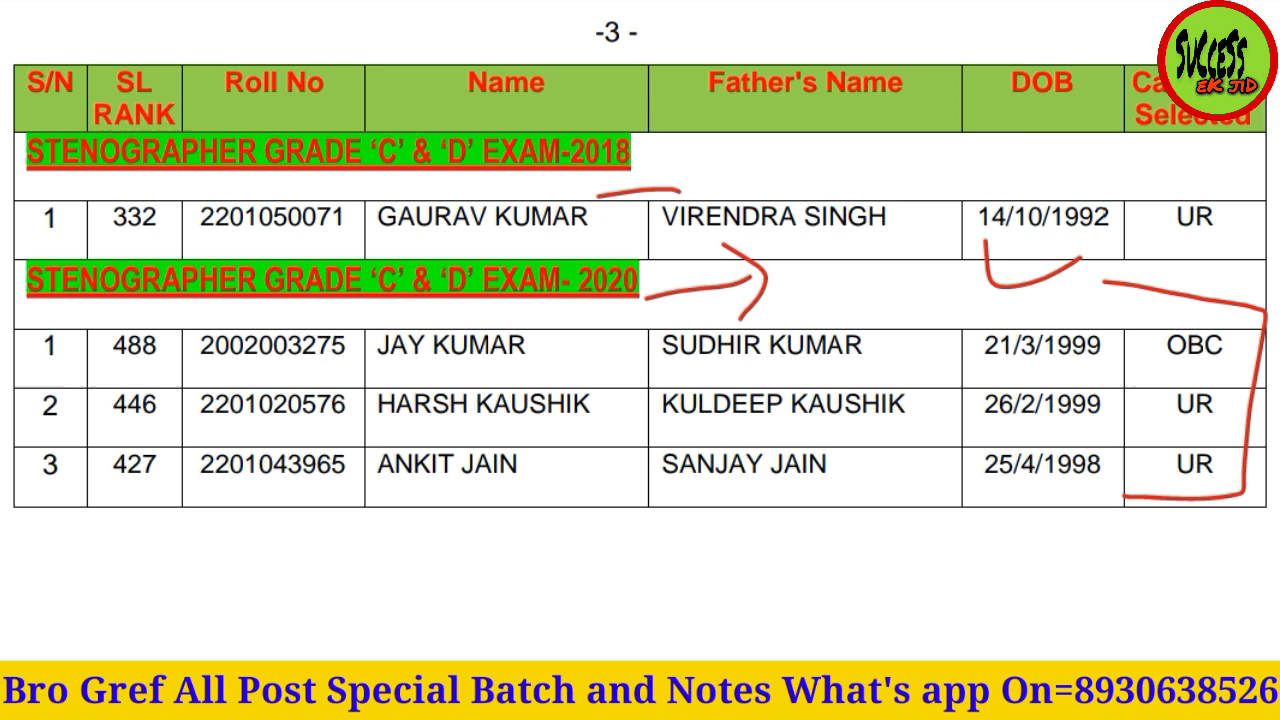 -3 -
S/N SL RANK Roll No Name Father's Name DOB Selected
STENOGRAPHER GRADE ‘C’ & ‘D’ EXAM-2018
1 332 2201050071 GAURAV KUMAR VIRENDRA SINGH 14/10/1992 UR
STENOGRAPHER GRADE ‘C’ & ‘D’ EXAM- 2020
1 488 2002003275 JAY KUMAR SUDHIR KUMAR 21/3/1999 OBC
2 446 2201020576 HARSH KAUSHIK KULDEEP KAUSHIK 26/2/1999 UR
3 427 2201043965 ANKIT JAIN SANJAY JAIN 25/4/1998 UR
SUCCESS
EK JID
Bro Gref All Post Special Batch and Notes What's app On=8930638526